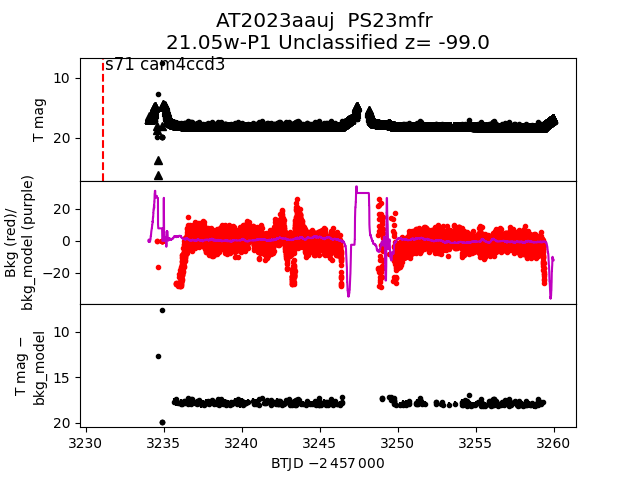 AT2023aauj  PS23mfr
21.05w-P1 Unclassified z= -99.0
s71 cam4ccd3
10
20
T mag
20
0
−20
Bkg (red)/
bkg_model (purple)
10
15
20
T mag −
bkg_model
3230 3235 3240 3245 3250 3255 3260
BTJD −2 457 000